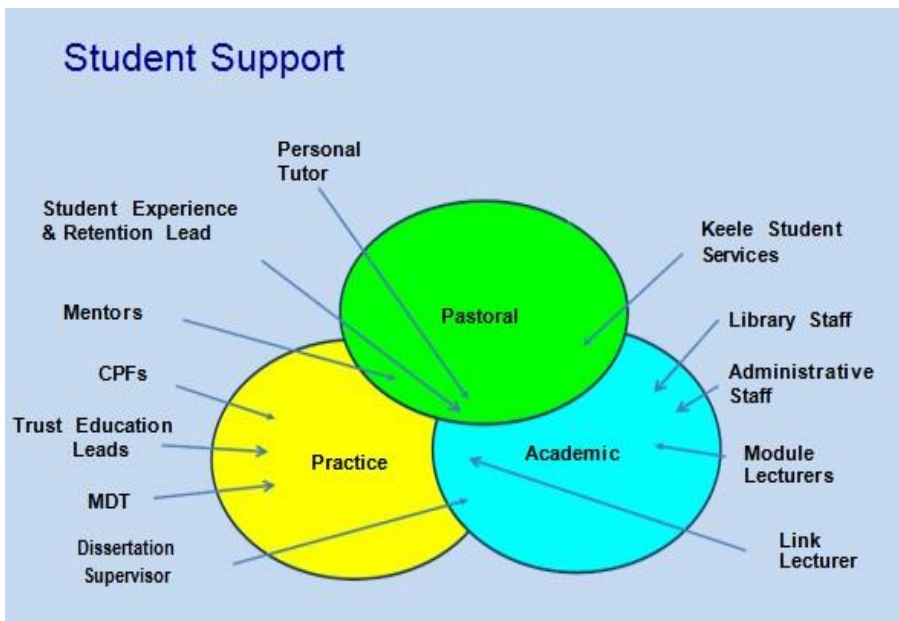 Student Support
Personal
Tutor
Student Experience
& Retention Lead
Keele Student
Services
Mentors
Pastoral
Library Staff
CPFs
Administrative
Staff
Trust Education
Leads
Practice
Academic
Module
Lecturers
MDT
Dissertation
Supervisor
Link
Lecturer